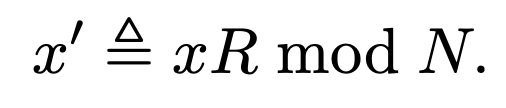 x′ ≜ xR mod N.